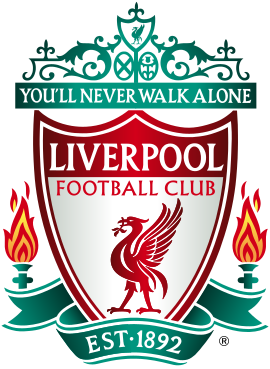 YOU'LL NEVER WALK ALONE
LIVERPOOL
FOOTBALL CLUB
EST·1892
®